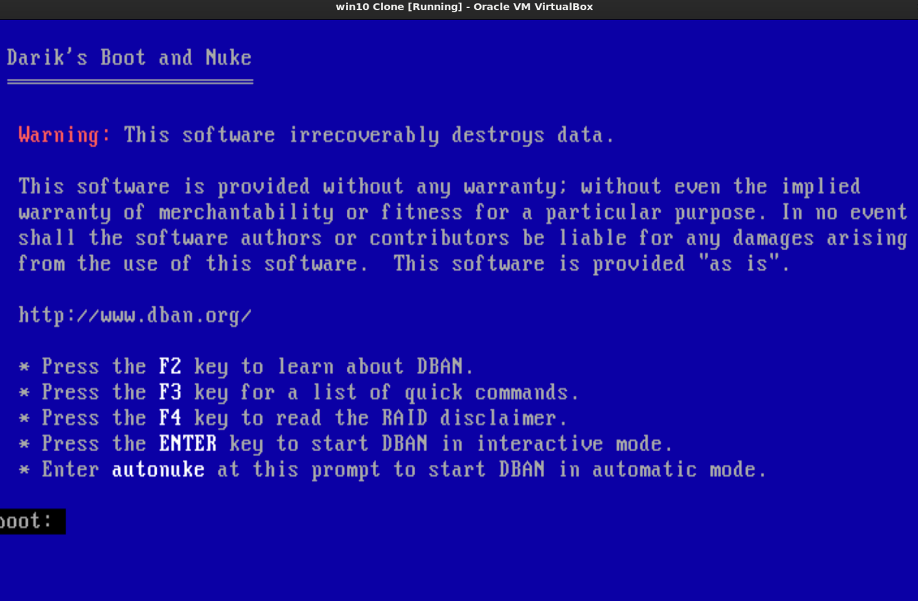 win10 Clone [Running] - Oracle VM VirtualBox
Darik's Boot and Nuke
Warning: This software irrecoverably destroys data.
This software is provided without any warranty; without even the implied
warranty of merchantability or fitness for a particular purpose. In no event
shall the software authors or contributors be liable for any damages arising
from the use of this software.  This software is provided "as is".
http://www.dban.org/
* Press the F2 key to learn about DBAN.
* Press the F3 key for a list of quick commands.
* Press the F4 key to read the RAID disclaimer.
* Press the ENTER key to start DBAN in interactive mode.
* Enter autonuke at this prompt to start DBAN in automatic mode.
boot: